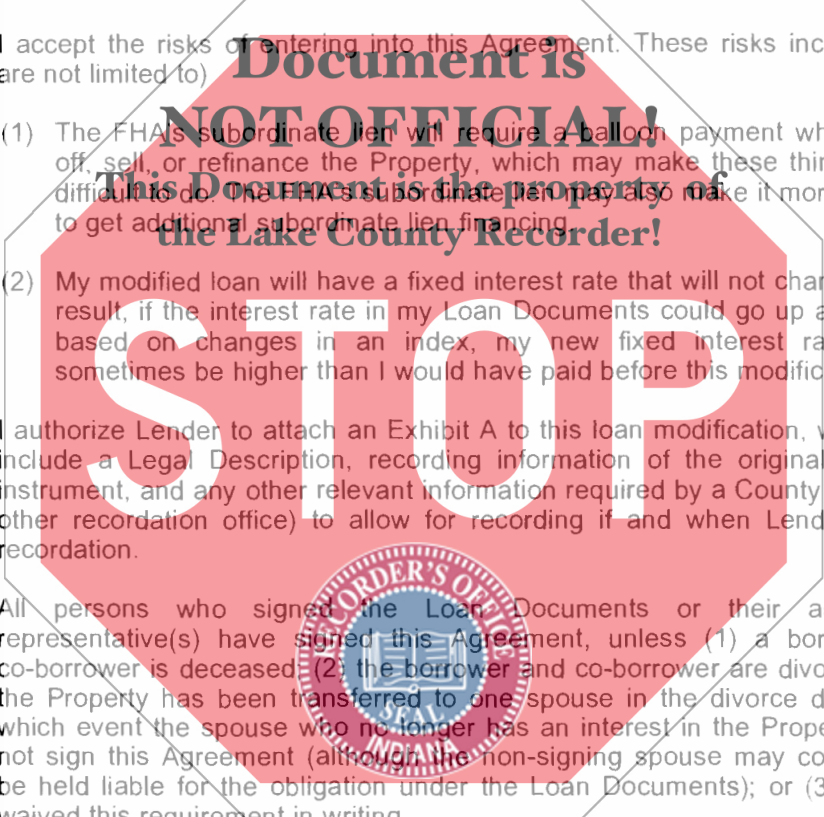 I accept the risks of entering into this Agreement. These risks inc
are not limited to)
Document is
NOT OFFICIAL!
This Document is the property of
the Lake County Recorder!
(1) The FHA's subordinate lien will require a balloon payment wh
off, sell, or refinance the Property, which may make these thin
difficult to do. The FHA's subordinate lien may also make it mor
to get additional subordinate lien financing.
(2) My modified loan will have a fixed interest rate that will not char
result, if the interest rate in my Loan Documents could go up a
based on changes in an index, my new fixed interest ra
sometimes be higher than I would have paid before this modific
STOP
I authorize Lender to attach an Exhibit A to this loan modification, w
include a Legal Description, recording information of the original
instrument, and any other relevant information required by a County
other recordation office) to allow for recording if and when Lend
recordation.
All persons who signed the Loan Documents or their a
representative(s) have signed this Agreement, unless (1) a bor
co-borrower is deceased; (2) the borrower and co-borrower are divo
the Property has been transferred to one spouse in the divorce d
which event the spouse who no longer has an interest in the Prope
not sign this Agreement (although the non-signing spouse may co
be held liable for the obligation under the Loan Documents); or (3
waived this requirement in writing.
RECORDER'S OFFICE
SEAL
INDIANA